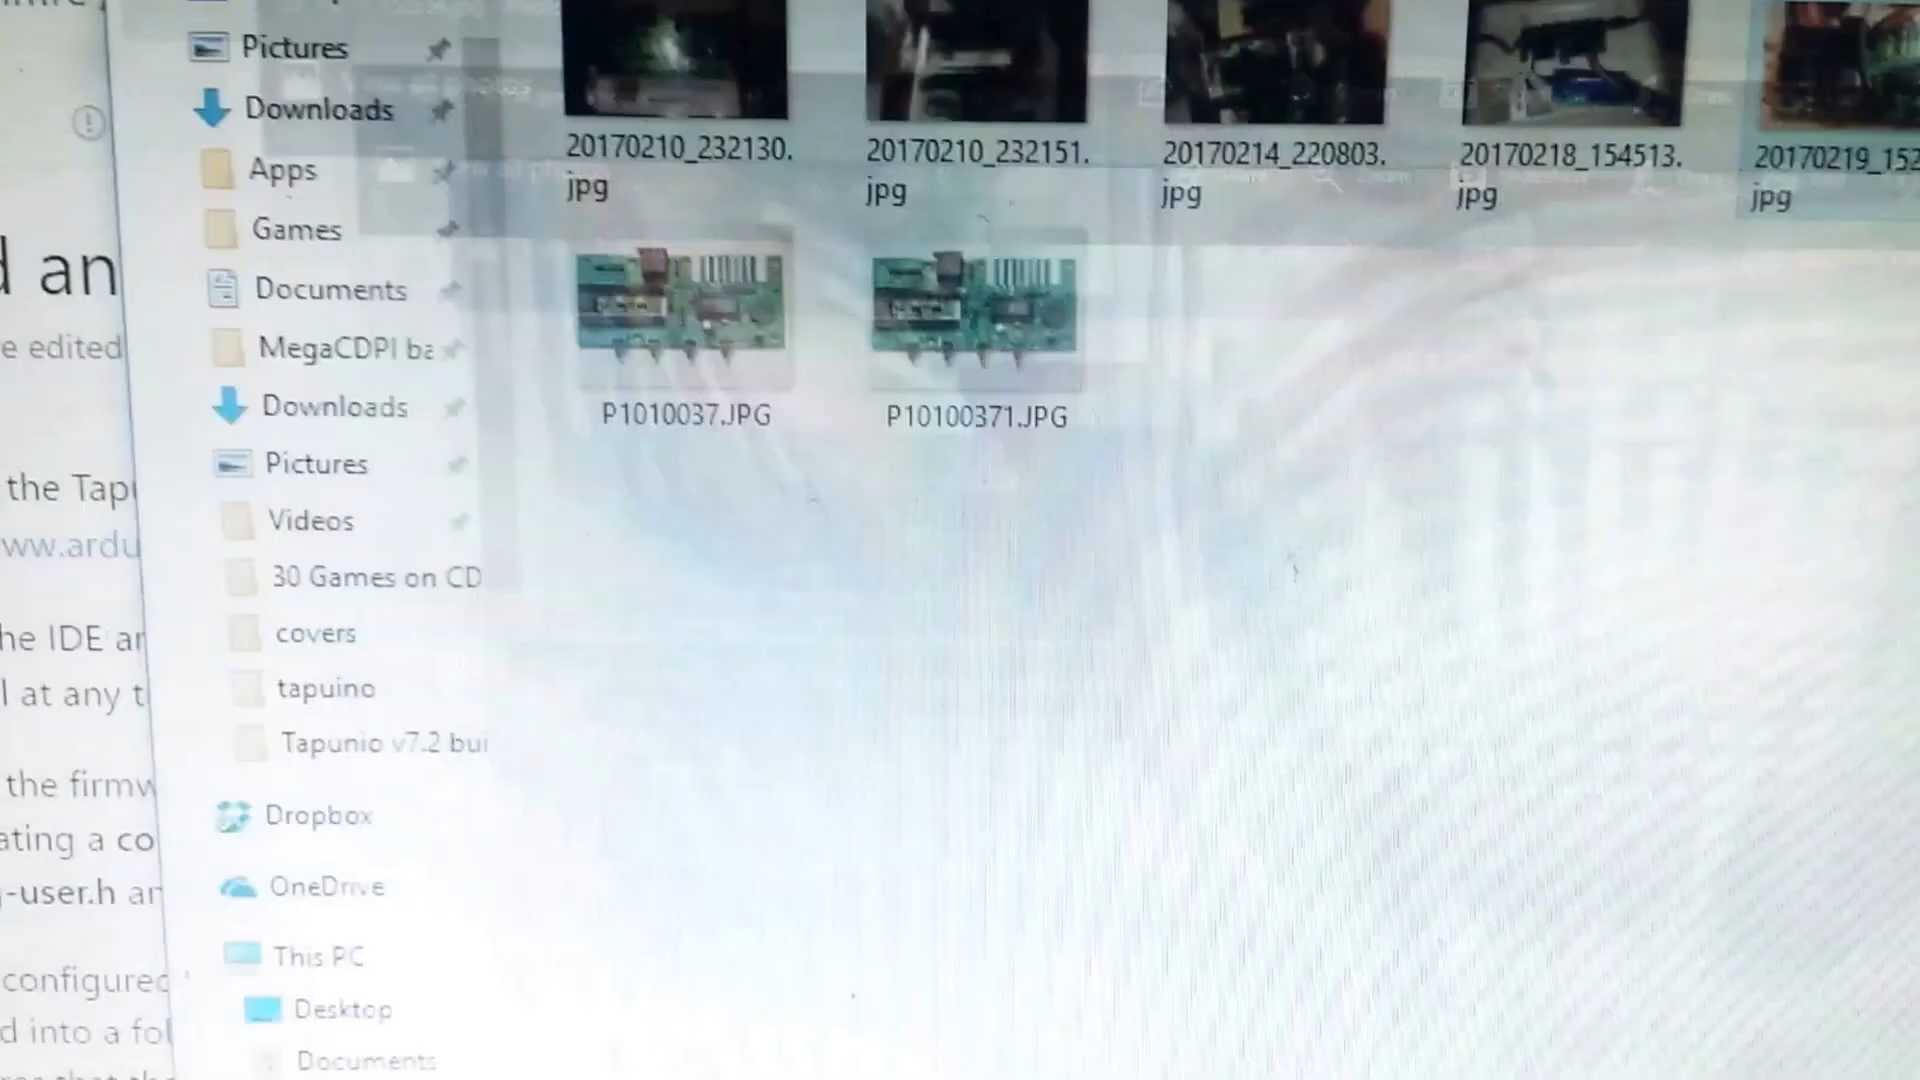 Pictures
Downloads
Apps
Games
Documents
MegaCDPI ba
Downloads
Pictures
Videos
30 Games on CD
covers
tapuino
Tapunio v7.2 bui
Dropbox
OneDrive
This PC
Desktop
Documents
20170210_232130.
jpg
20170210_232151.
jpg
20170214_220803.
jpg
20170218_154513.
jpg
20170219_152
jpg
P1010037.JPG
P10100371.JPG
d an
e edited
the Tapu
ww.ardu
he IDE ar
l at any t
the firmw
ating a co
-user.h ar
configured
d into a fol